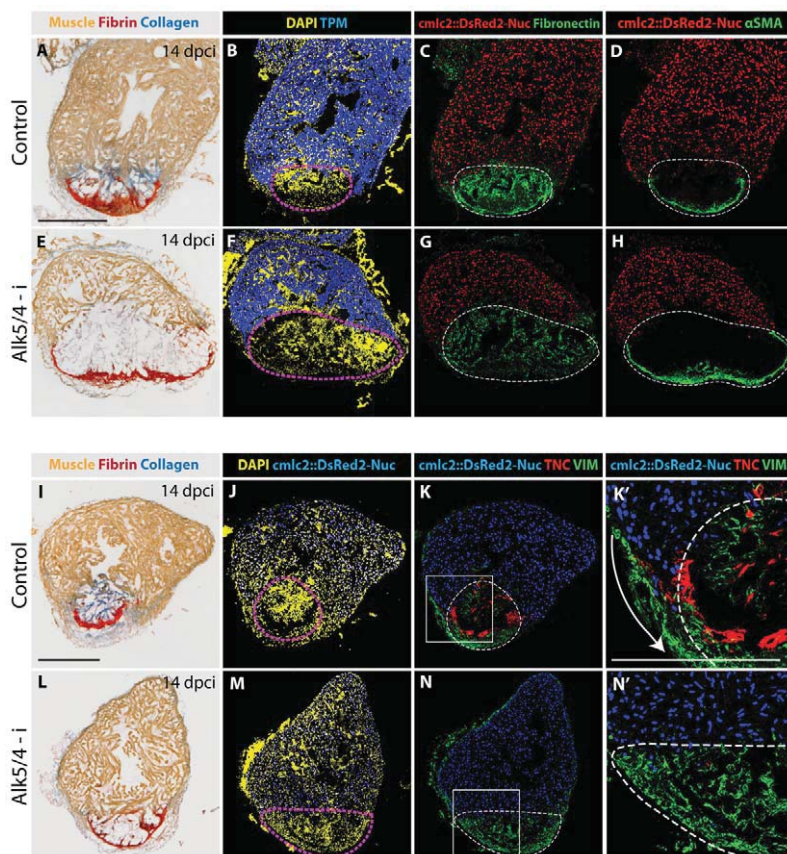 Muscle Fibrin Collagen DAPI TPM cmlc2::DsRed2-Nuc Fibronectin cmlc2::DsRed2-Nuc αSMA
A 14 dpci B C D
Control
E 14 dpci F G H
Alk5/4 - i
Muscle Fibrin Collagen DAPI cmlc2::DsRed2-Nuc cmlc2::DsRed2-Nuc TNC VIM cmlc2::DsRed2-Nuc TNC VIM
I 14 dpci J K K'
Control
L 14 dpci M N N'
Alk5/4 - i